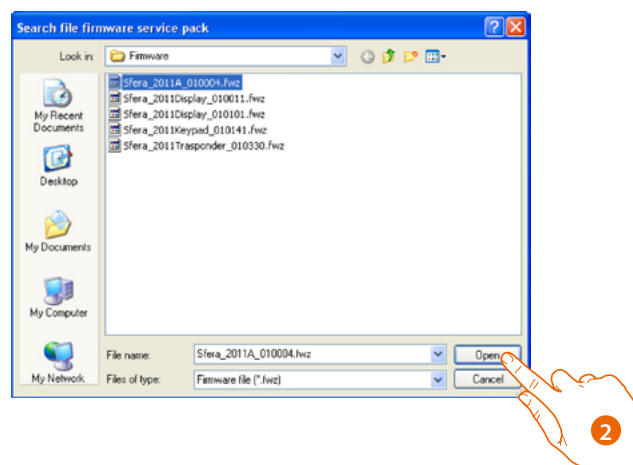 Search file firmware service pack
Look in:
Firmware
My Recent
Documents
Desktop
My Documents
My Computer
My Network
Sfera_2011A_010004.fwz
Sfera_2011Display_010011.fwz
Sfera_2011Display_010101.fwz
Sfera_2011Keypad_010141.fwz
Sfera_2011Trasponder_010330.fwz
File name:
Sfera_2011A_010004.fwz
Open
Files of type:
Firmware file (*.fwz)
Cancel
2